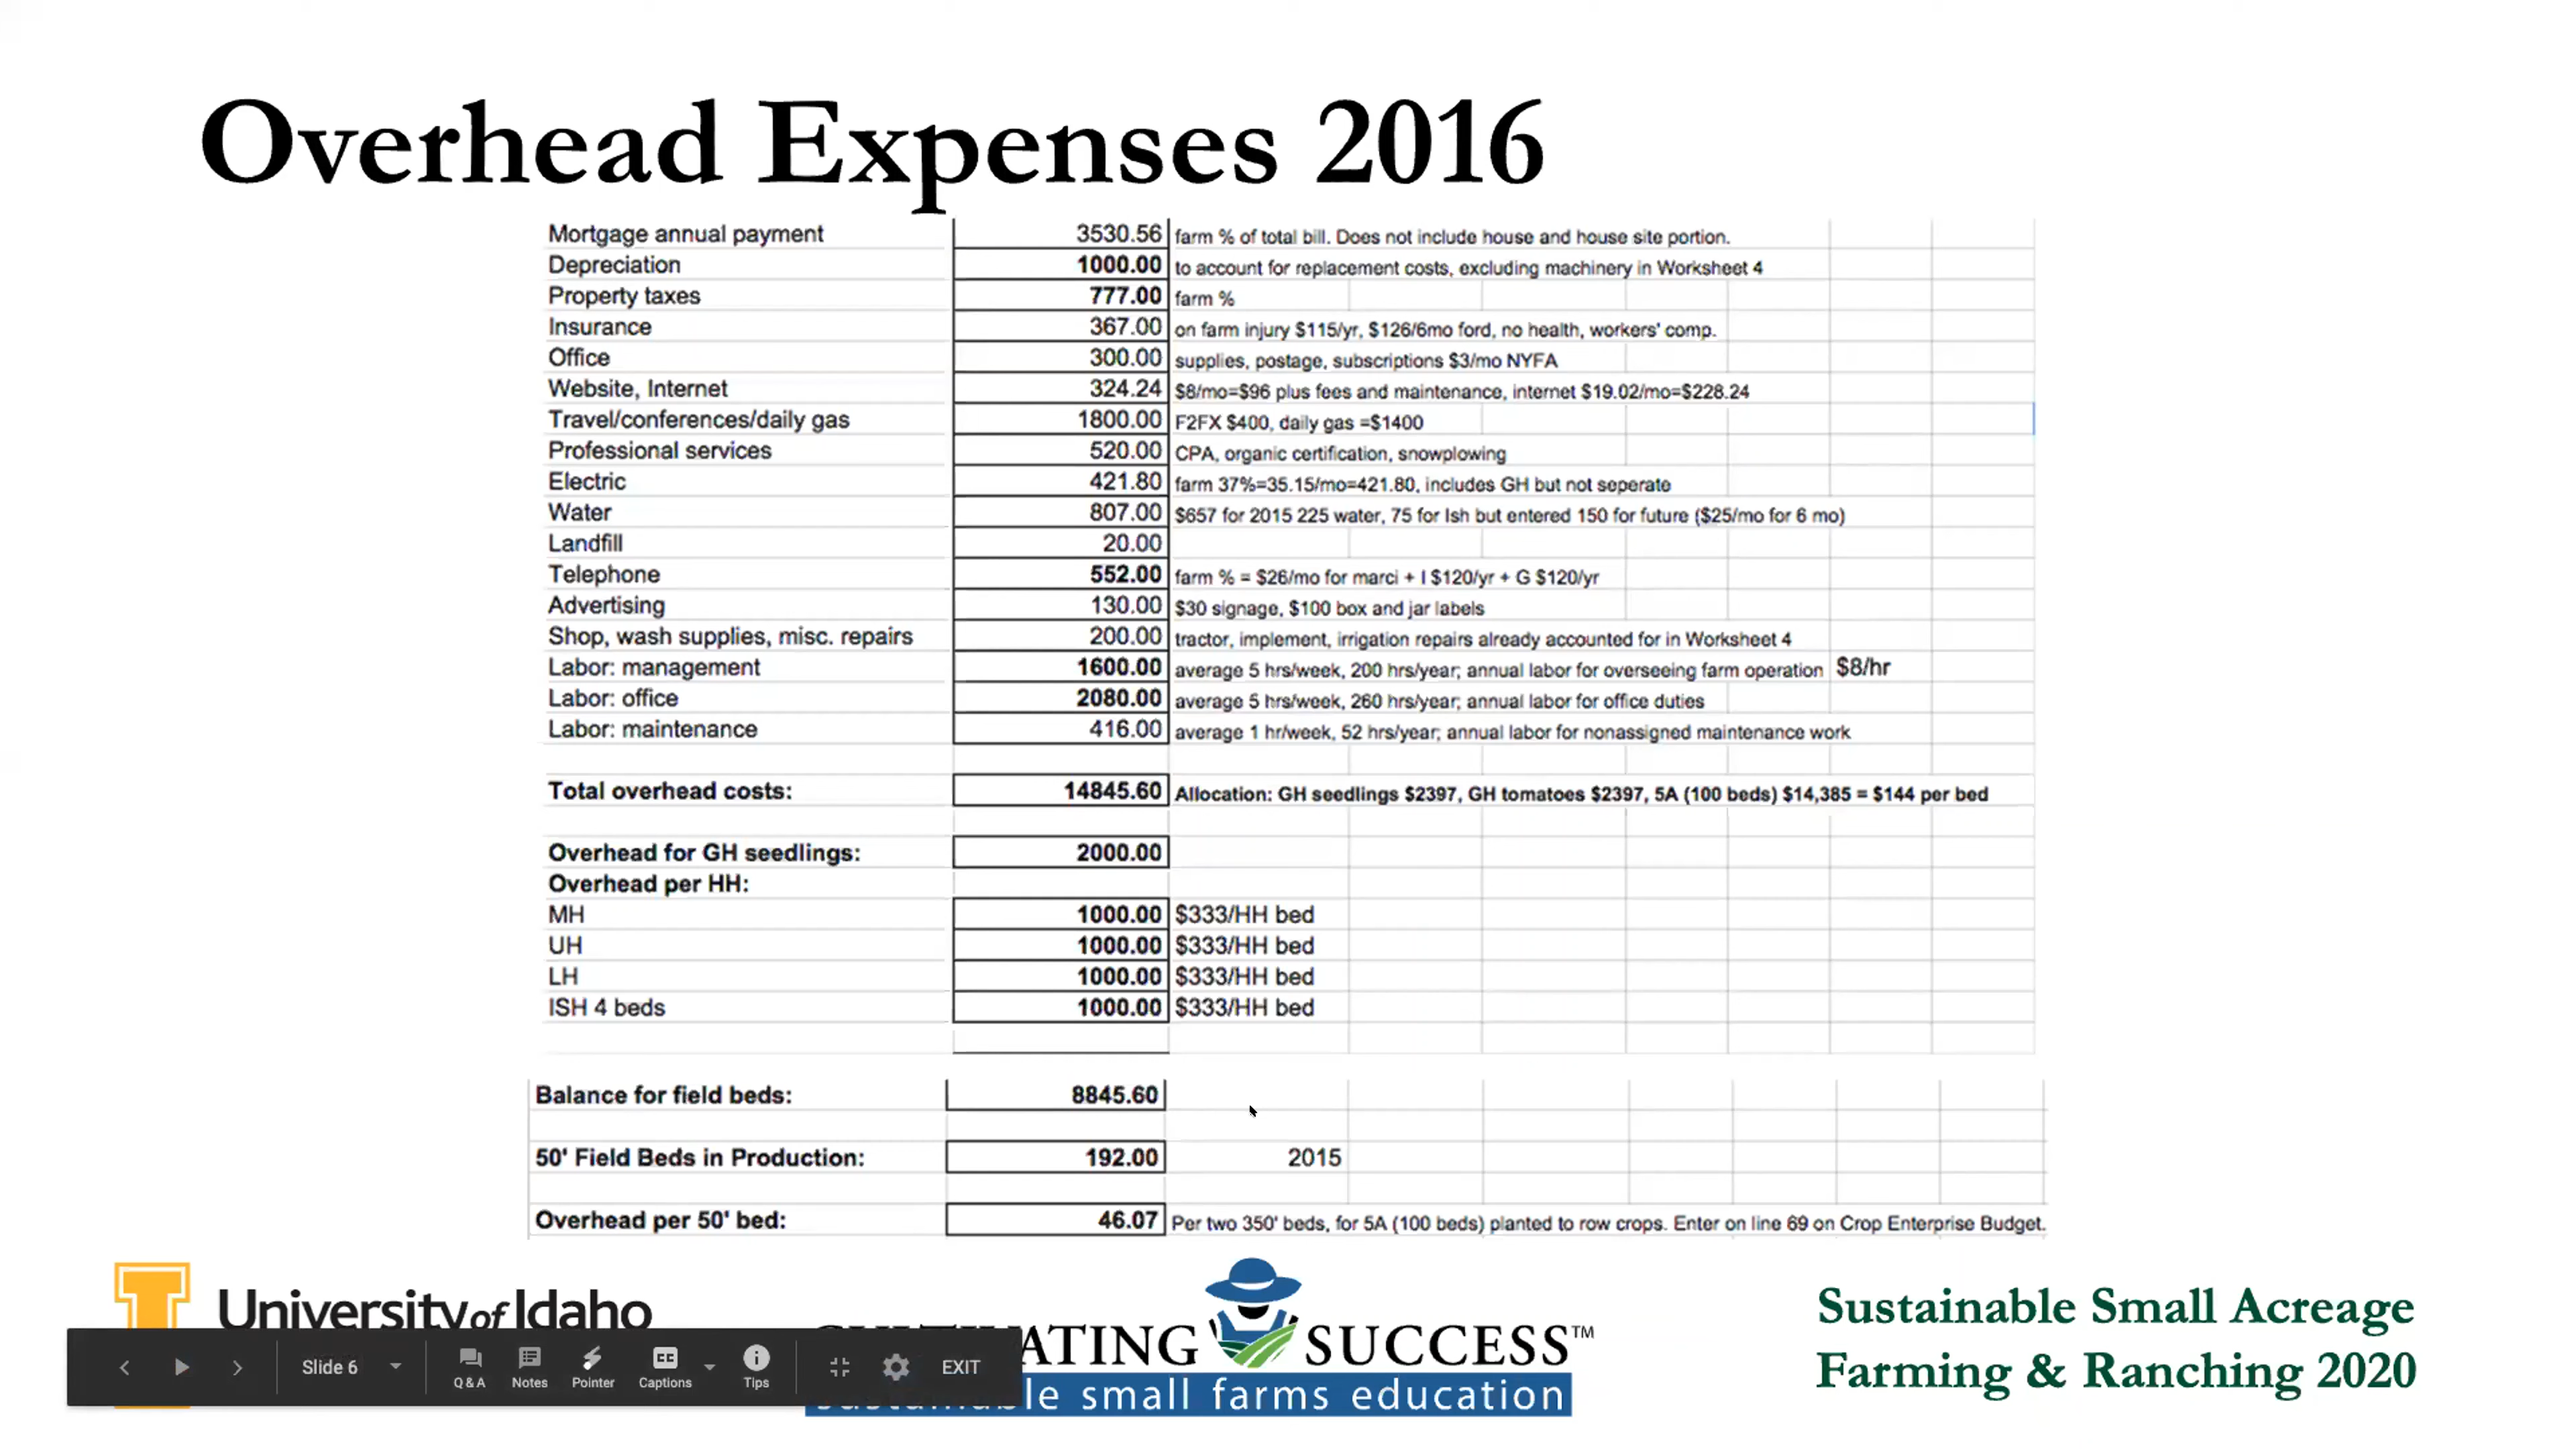 Overhead Expenses 2016
Mortgage annual payment 3530.56 farm % of total bill. Does not include house and house site portion.
Depreciation 1000.00 to account for replacement costs, excluding machinery in Worksheet 4
Property taxes 777.00 farm %
Insurance 367.00 on farm injury $115/yr, $126/6mo ford, no health, workers' comp.
Office 300.00 supplies, postage, subscriptions $3/mo NYFA
Website, Internet 324.24 $8/mo=$96 plus fees and maintenance, internet $19.02/mo=$228.24
Travel/conferences/daily gas 1800.00 F2FX $400, daily gas =$1400
Professional services 520.00 CPA, organic certification, snowplowing
Electric 421.80 farm 37%=35.15/mo=421.80, includes GH but not seperate
Water 807.00 $657 for 2015 225 water, 75 for Ish but entered 150 for future ($25/mo for 6 mo)
Landfill 20.00
Telephone 552.00 farm % = $26/mo for marci + I $120/yr + G $120/yr
Advertising 130.00 $30 signage, $100 box and jar labels
Shop, wash supplies, misc. repairs 200.00 tractor, implement, irrigation repairs already accounted for in Worksheet 4
Labor: management 1600.00 average 5 hrs/week, 200 hrs/year; annual labor for overseeing farm operation $8/hr
Labor: office 2080.00 average 5 hrs/week, 260 hrs/year; annual labor for office duties
Labor: maintenance 416.00 average 1 hr/week, 52 hrs/year; annual labor for nonassigned maintenance work
Total overhead costs: 14845.60 Allocation: GH seedlings $2397, GH tomatoes $2397, 5A (100 beds) $14,385 = $144 per bed
Overhead for GH seedlings: 2000.00
Overhead per HH:
MH 1000.00 $333/HH bed
UH 1000.00 $333/HH bed
LH 1000.00 $333/HH bed
ISH 4 beds 1000.00 $333/HH bed
Balance for field beds: 8845.60
50' Field Beds in Production: 192.00 2015
Overhead per 50' bed: 46.07 Per two 350' beds, for 5A (100 beds) planted to row crops. Enter on line 69 on Crop Enterprise Budget.
I University of Idaho
ATING SUCCESS™
le small farms education
Sustainable Small Acreage
Farming & Ranching 2020
Slide 6 Q & A Notes Pointer CC Captions Tips EXIT